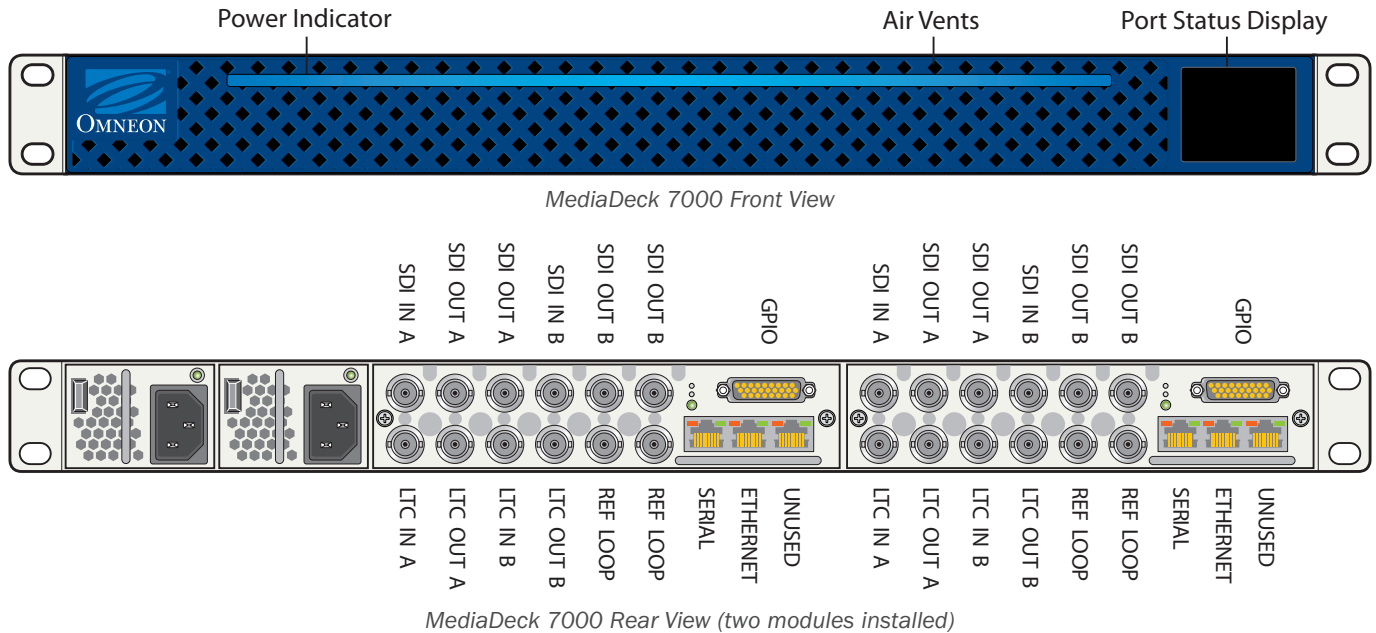 Power Indicator
Air Vents
Port Status Display
OMNEON
MediaDeck 7000 Front View
SDI IN A
SDI OUT A
SDI OUT A
SDI IN B
SDI OUT B
SDI OUT B
GPIO
SDI IN A
SDI OUT A
SDI OUT A
SDI IN B
SDI OUT B
SDI OUT B
GPIO
LTC IN A
LTC OUT A
LTC IN B
LTC OUT B
REF LOOP
REF LOOP
SERIAL
ETHERNET
UNUSED
LTC IN A
LTC OUT A
LTC IN B
LTC OUT B
REF LOOP
REF LOOP
SERIAL
ETHERNET
UNUSED
MediaDeck 7000 Rear View (two modules installed)